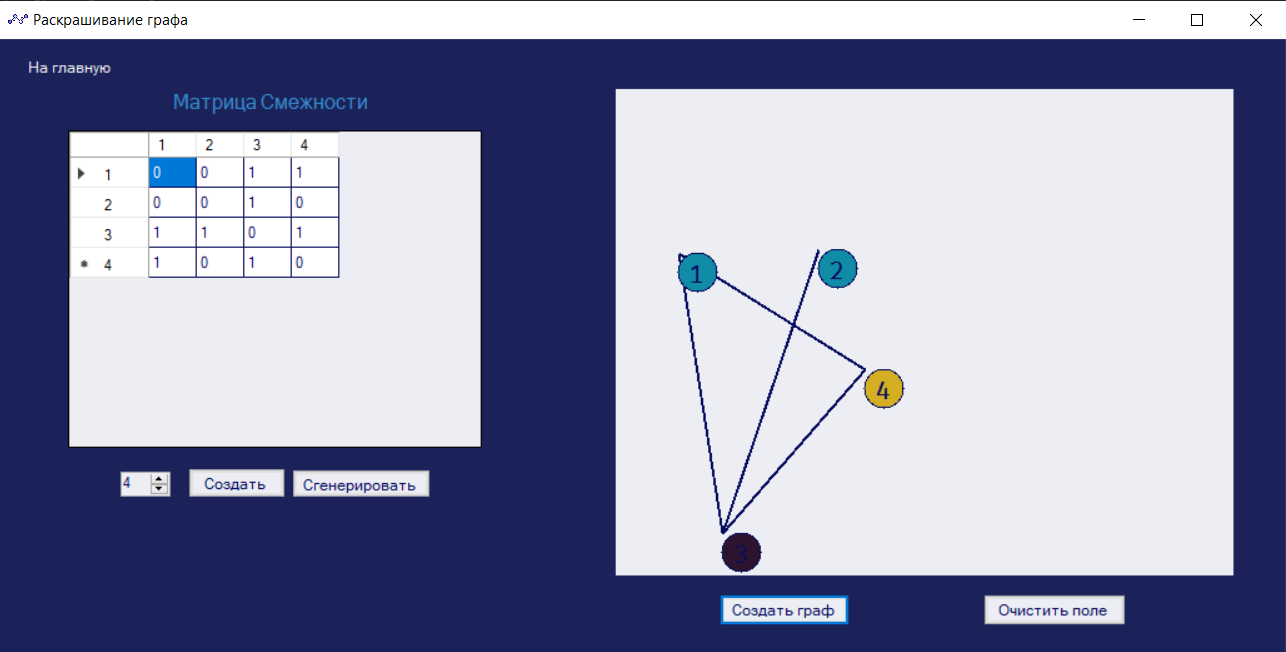 Раскрашивание графа
На главную
Матрица Смежности
1 2 3 4
1 0 0 1 1
2 0 0 1 0
3 1 1 0 1
4 1 0 1 0
4 Создать Сгенерировать
1 2
4
3
Создать граф Очистить поле